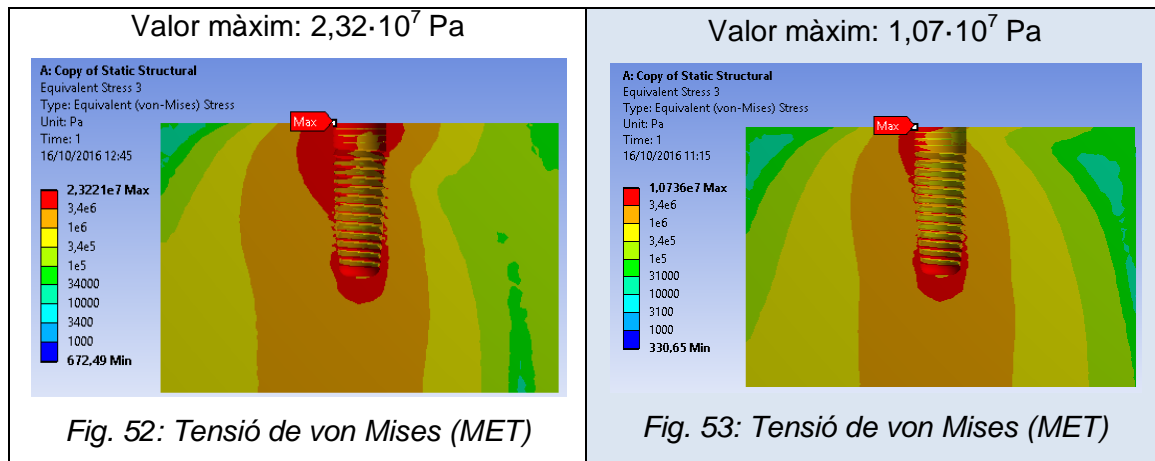 Valor màxim: 2,32·10⁷ Pa
A: Copy of Static Structural
Equivalent Stress 3
Type: Equivalent (von-Mises) Stress
Unit: Pa
Time: 1
16/10/2016 12:45
Max
2,3221e7 Max
3,4e6
1e6
3,4e5
1e5
34000
10000
3400
1000
672,49 Min
Fig. 52: Tensió de von Mises (MET)
Valor màxim: 1,07·10⁷ Pa
A: Copy of Static Structural
Equivalent Stress 3
Type: Equivalent (von-Mises) Stress
Unit: Pa
Time: 1
16/10/2016 11:15
Max
1,0736e7 Max
3,4e6
1e6
3,4e5
1e5
31000
10000
3100
1000
330,65 Min
Fig. 53: Tensió de von Mises (MET)